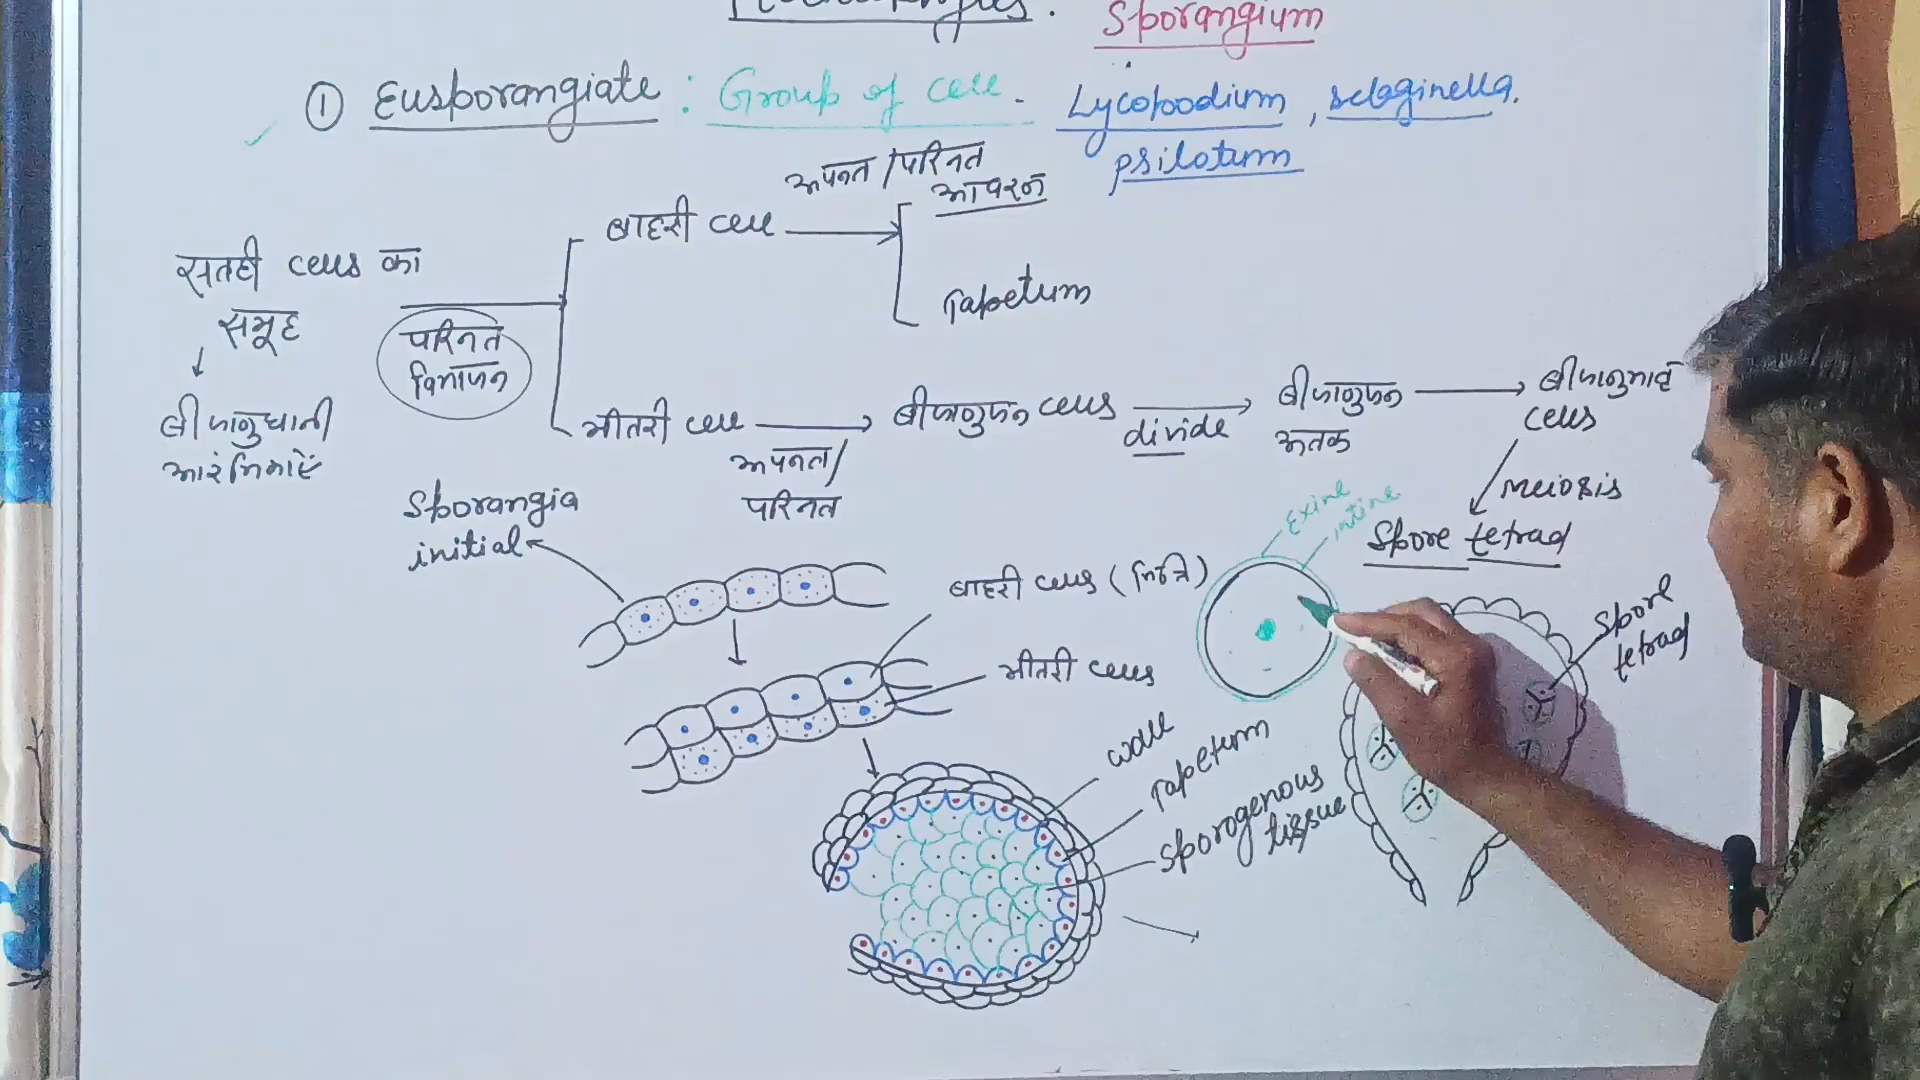 Sporangium
① Eusporangiate : Group of cell. Lycopodium, selaginella.
psilotum
अपनत/परिनत
आवरन
बाहरी cell
Tapetum
सतही cells का
समूह
परिनत
विभाजन
बीजानुधानी
आरंभिकाएँ
भीतरी cell
अपनत/
परिनत
बीजानुजन cells
divide
बीजानुजन
ऊतक
बीजानुमातृ
cells
meiosis
Spore tetrad
Sporangia
initial
Exine
intine
बाहरी cells (भित्ति)
भीतरी cells
spore
tetrad
wall
Tapetum
sporogenous
tissue